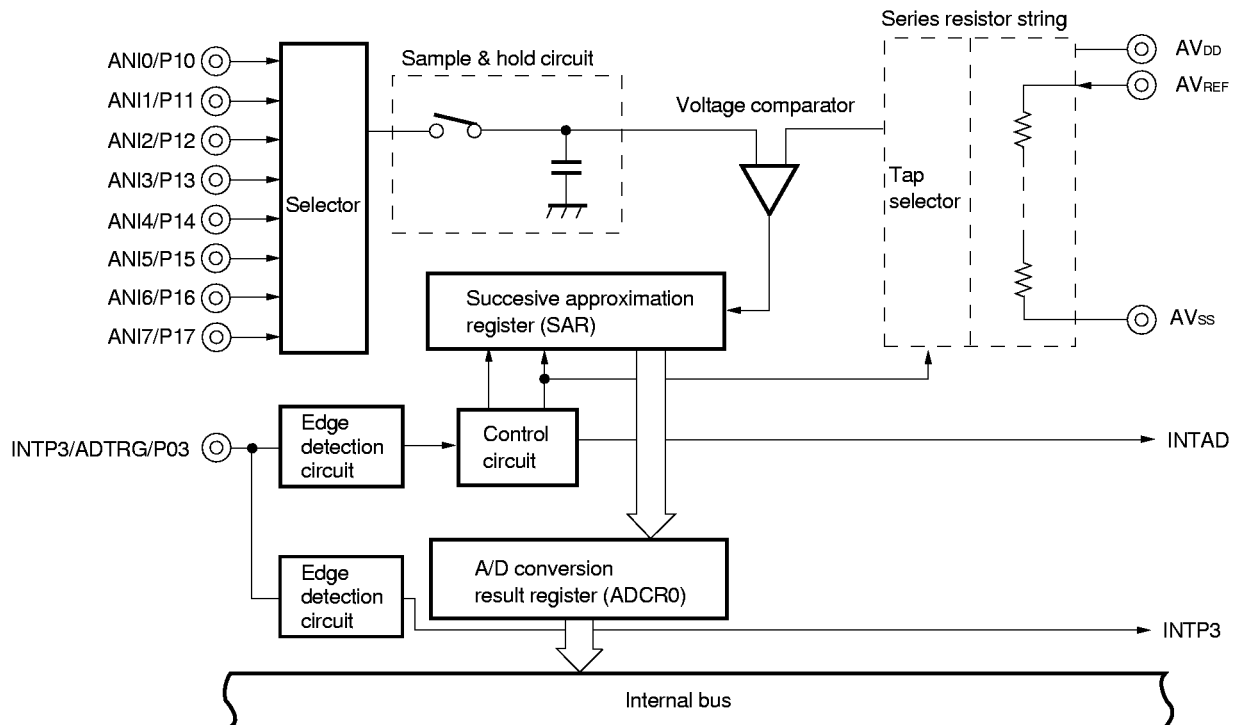 Series resistor string
ANI0/P10
ANI1/P11
ANI2/P12
ANI3/P13
ANI4/P14
ANI5/P15
ANI6/P16
ANI7/P17
Selector
Sample & hold circuit
Voltage comparator
Tap
selector
AVDD
AVREF
AVSS
Succesive approximation
register (SAR)
INTP3/ADTRG/P03
Edge
detection
circuit
Control
circuit
INTAD
Edge
detection
circuit
A/D conversion
result register (ADCR0)
INTP3
Internal bus